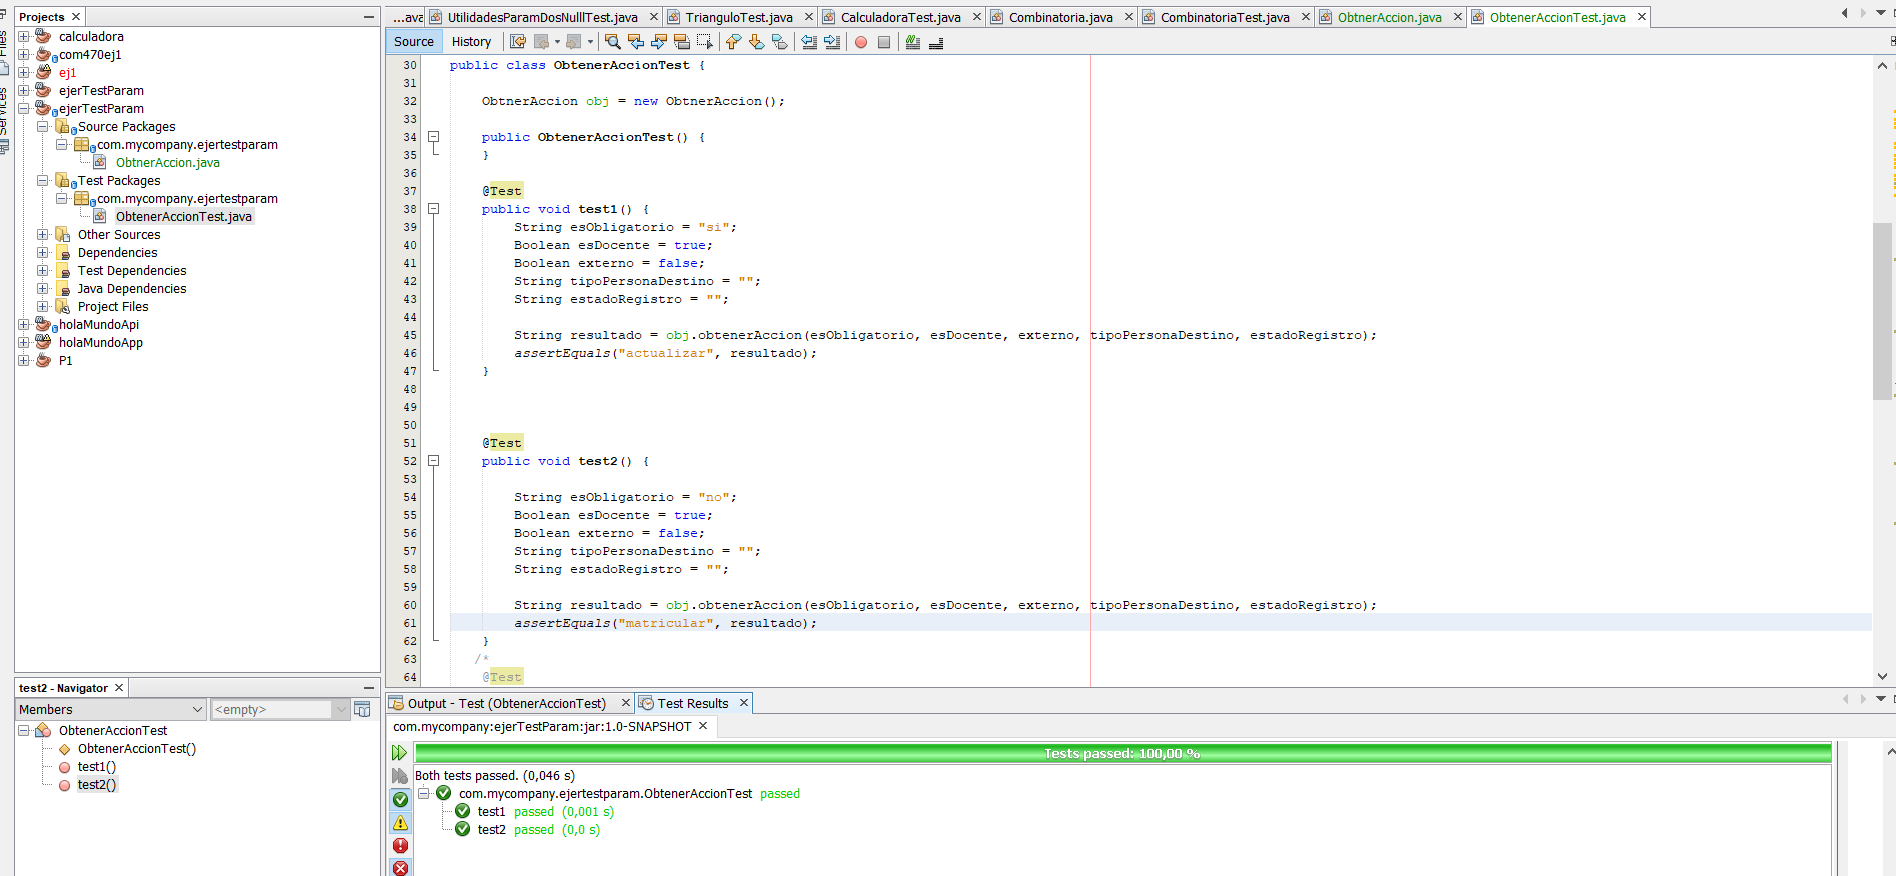 Projects
calculadora
com470ej1
ej1
ejerTestParam
ejerTestParam
Source Packages
com.mycompany.ejertestparam
ObtnerAccion.java
Test Packages
com.mycompany.ejertestparam
ObtenerAccionTest.java
Other Sources
Dependencies
Test Dependencies
Java Dependencies
Project Files
holaMundoApi
holaMundoApp
P1
Files
Services
test2 - Navigator
Members
<empty>
ObtenerAccionTest
ObtenerAccionTest()
test1()
test2()
...ava UtilidadesParamDosNulllTest.java TrianguloTest.java CalculadoraTest.java Combinatoria.java CombinatoriaTest.java ObtnerAccion.java ObtenerAccionTest.java
Source History
30 public class ObtenerAccionTest {
31
32 ObtnerAccion obj = new ObtnerAccion();
33
34 public ObtenerAccionTest() {
35 }
36
37 @Test
38 public void test1() {
39 String esObligatorio = "si";
40 Boolean esDocente = true;
41 Boolean externo = false;
42 String tipoPersonaDestino = "";
43 String estadoRegistro = "";
44
45 String resultado = obj.obtenerAccion(esObligatorio, esDocente, externo, tipoPersonaDestino, estadoRegistro);
46 assertEquals("actualizar", resultado);
47 }
48
49
50
51 @Test
52 public void test2() {
53
54 String esObligatorio = "no";
55 Boolean esDocente = true;
56 Boolean externo = false;
57 String tipoPersonaDestino = "";
58 String estadoRegistro = "";
59
60 String resultado = obj.obtenerAccion(esObligatorio, esDocente, externo, tipoPersonaDestino, estadoRegistro);
61 assertEquals("matricular", resultado);
62 }
63 /*
64 @Test
Output - Test (ObtenerAccionTest) Test Results
com.mycompany:ejerTestParam:jar:1.0-SNAPSHOT
Tests passed: 100,00 %
Both tests passed. (0,046 s)
com.mycompany.ejertestparam.ObtenerAccionTest passed
test1 passed (0,001 s)
test2 passed (0,0 s)